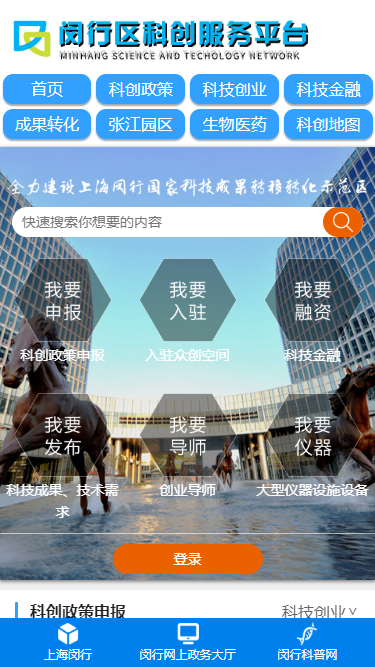 闵行区科创服务平台
MINHANG SCIENCE AND TECHOLOGY NETWORK
首页 科创政策 科技创业 科技金融
成果转化 张江园区 生物医药 科创地图
全力建设上海闵行国家科技成果转移转化示范区
快速搜索你想要的内容
我要 我要 我要
申报 入驻 融资
科创政策申报 入驻众创空间 科技金融
我要 我要 我要
发布 导师 仪器
科技成果、技术需 创业导师 大型仪器设施设备
求
登录
科创政策申报 科技创业
上海闵行 闵行网上政务大厅 闵行科普网